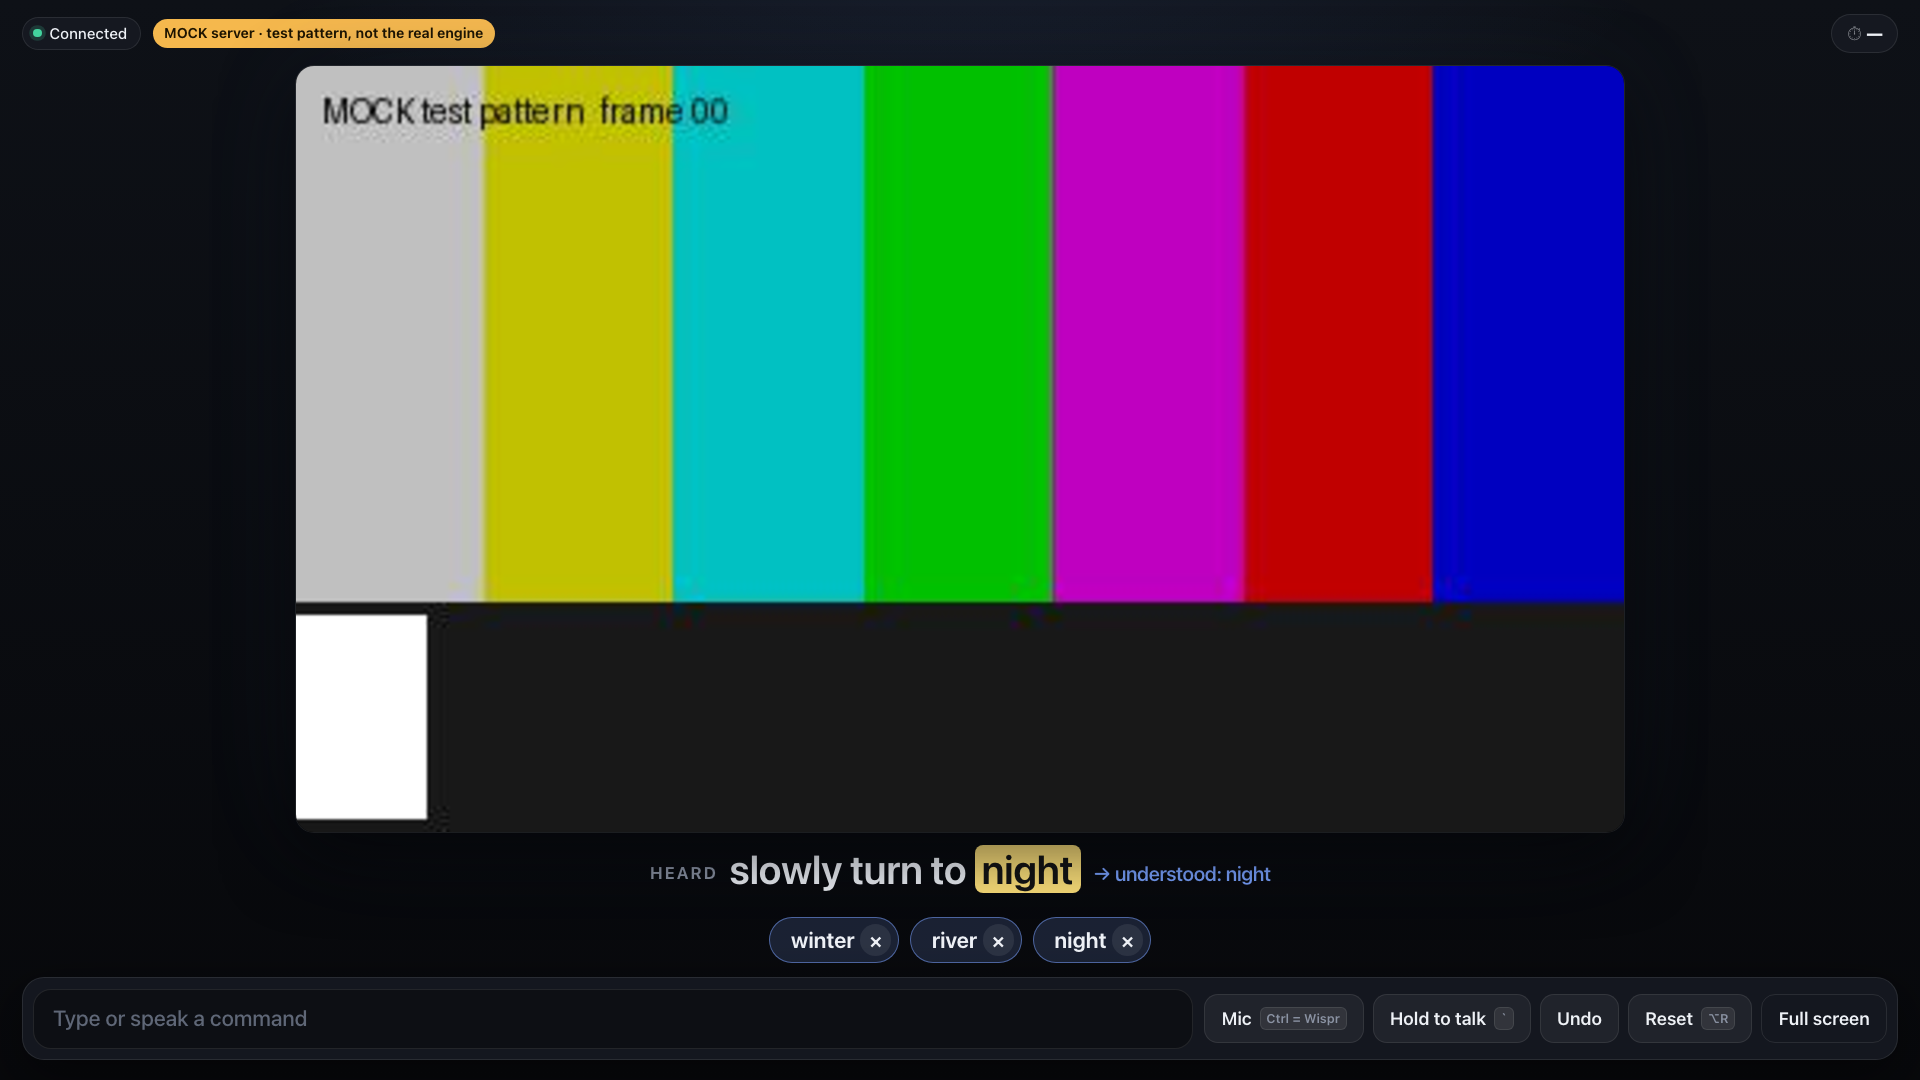 Connected
MOCK server · test pattern, not the real engine
⏱ —
MOCK test pattern frame 00
HEARD slowly turn to night → understood: night
winter × river × night ×
Type or speak a command
Mic Ctrl = Wispr Hold to talk ` Undo Reset ⌥R Full screen